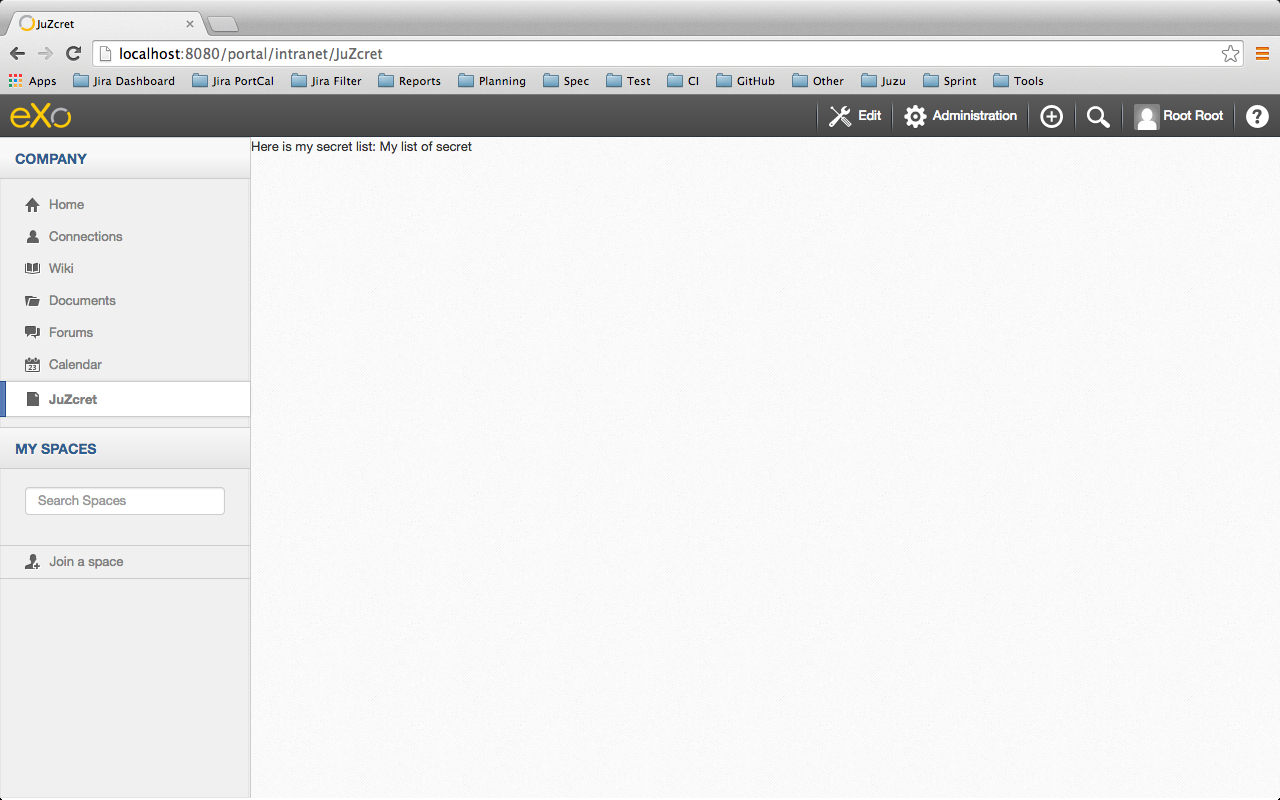 JuZcret
localhost:8080/portal/intranet/JuZcret
Apps Jira Dashboard Jira PortCal Jira Filter Reports Planning Spec Test CI GitHub Other Juzu Sprint Tools
eXo Edit Administration Root Root ?
COMPANY
Here is my secret list: My list of secret
Home
Connections
Wiki
Documents
Forums
23 Calendar
JuZcret
MY SPACES
Search Spaces
Join a space